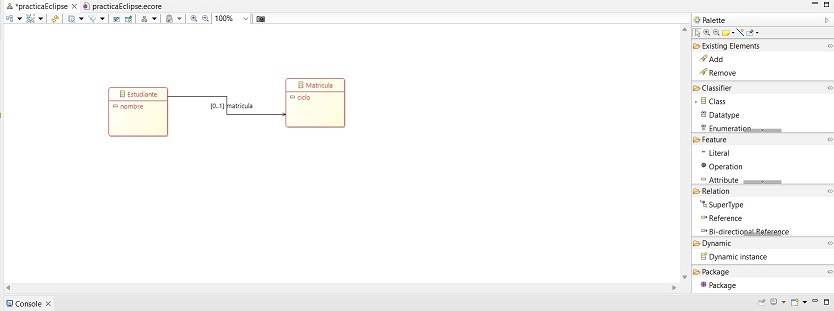 *practicaEclipse practicaEclipse.ecore
100%
Palette
Existing Elements
Add
Remove
Classifier
Class
Datatype
Enumeration
Feature
Literal
Operation
Attribute
Relation
SuperType
Reference
Bi-directional Reference
Dynamic
Dynamic instance
Package
Package
Estudiante
nombre
[0..1] matricula
Matricula
ciclo
Console